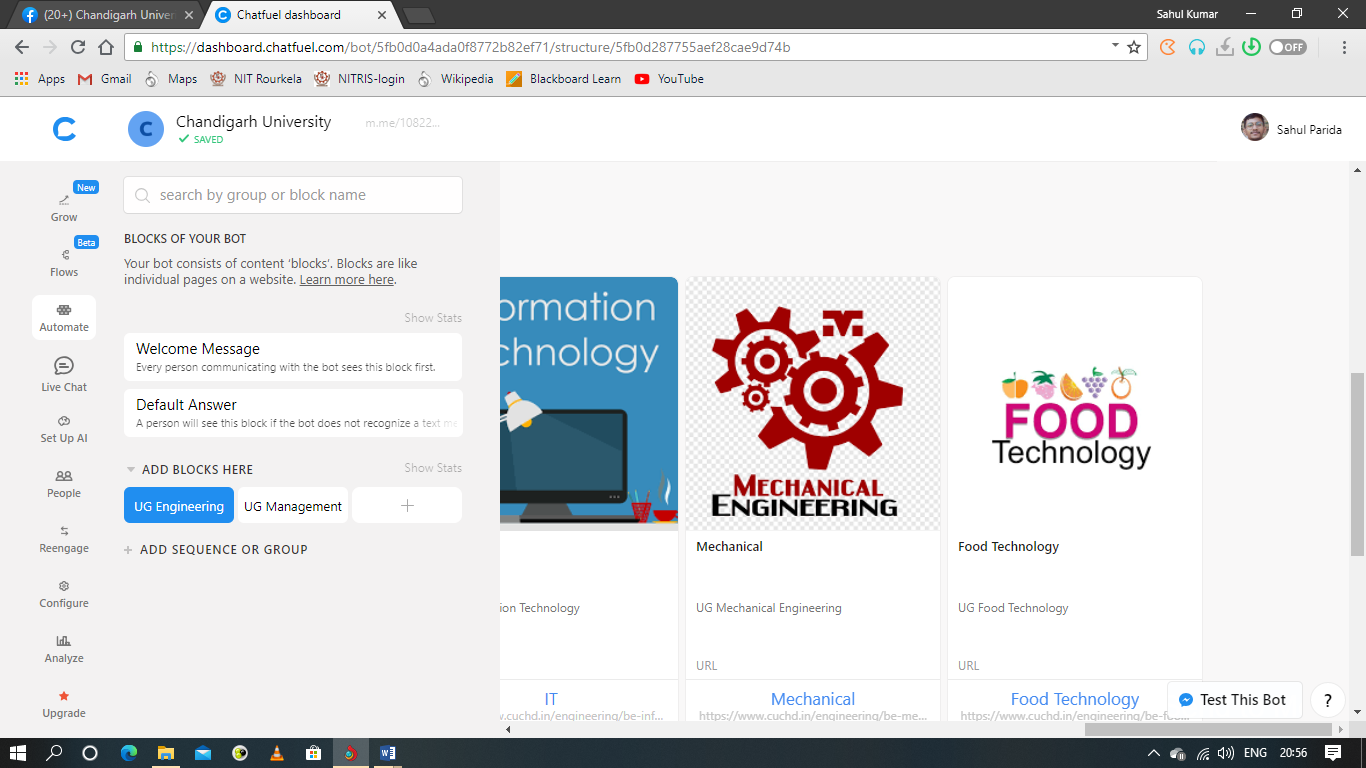 (20+) Chandigarh Univer
Chatfuel dashboard
Sahul Kumar
https://dashboard.chatfuel.com/bot/5fb0d0a4ada0f8772b82ef71/structure/5fb0d287755aef28cae9d74b
OFF
Apps
Gmail
Maps
NIT Rourkela
NITRIS-login
Wikipedia
Blackboard Learn
YouTube
C
Chandigarh University
m.me/10822...
SAVED
Sahul Parida
New
Grow
Beta
Flows
Automate
Live Chat
Set Up AI
People
Reengage
Configure
Analyze
Upgrade
search by group or block name
BLOCKS OF YOUR BOT
Your bot consists of content ‘blocks’. Blocks are like
individual pages on a website. Learn more here.
Show Stats
Welcome Message
Every person communicating with the bot sees this block first.
Default Answer
A person will see this block if the bot does not recognize a text me
ADD BLOCKS HERE
Show Stats
UG Engineering
UG Management
+ ADD SEQUENCE OR GROUP
ormation
chnology
ion Technology
IT
.cuchd.in/engineering/be-inf...
MECHANICAL
ENGINEERING
Mechanical
UG Mechanical Engineering
URL
Mechanical
https://www.cuchd.in/engineering/be-me...
FOOD
Technology
Food Technology
UG Food Technology
URL
Food Technology
https://www.cuchd.in/engineering/be-foo...
Test This Bot
?
ENG
20:56